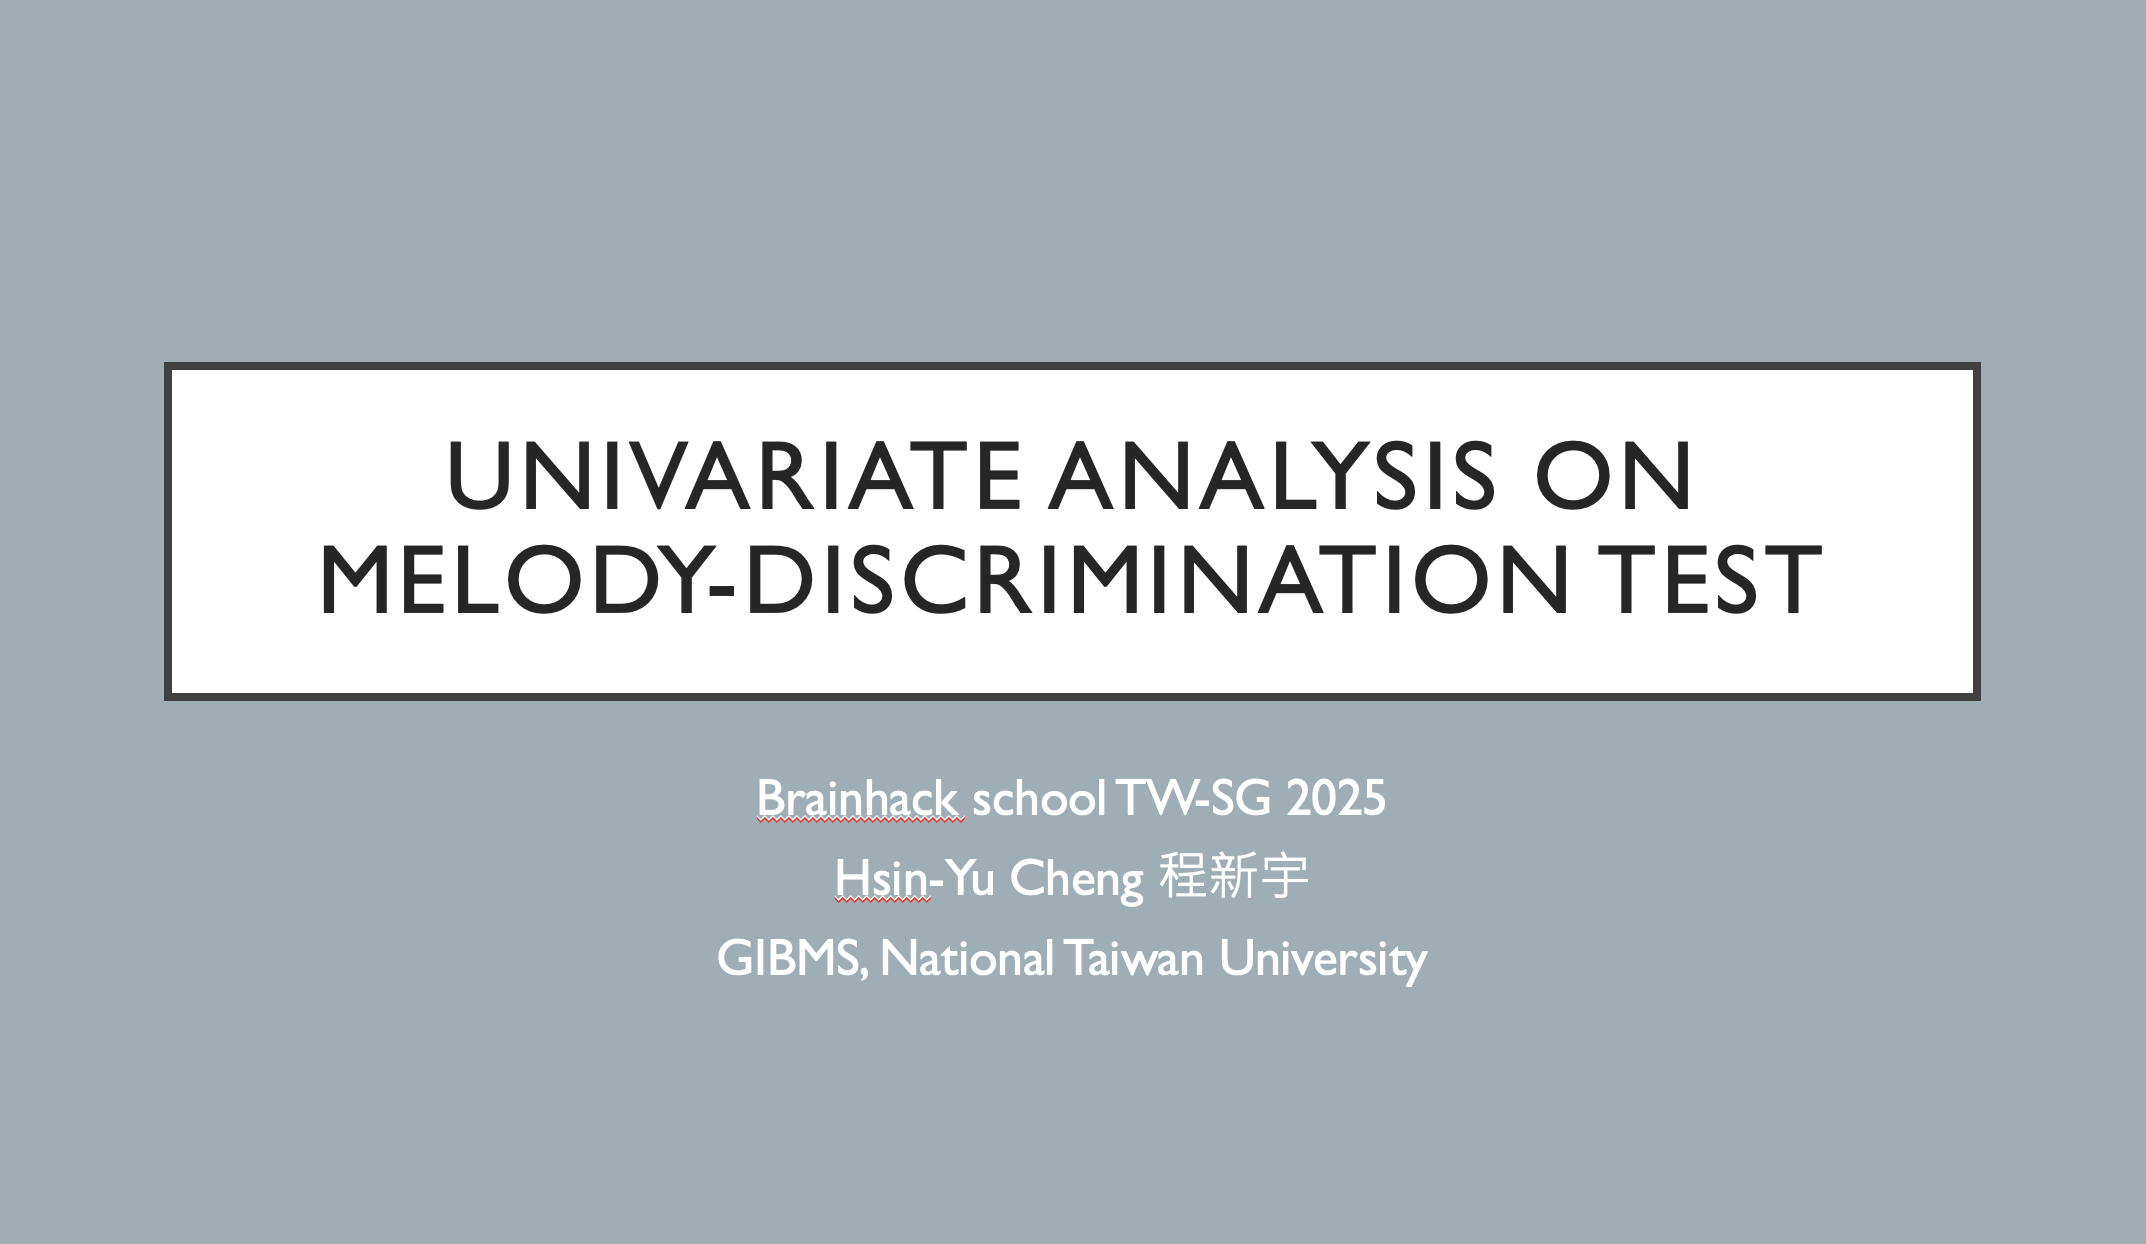 UNIVARIATE ANALYSIS ON
MELODY-DISCRIMINATION TEST
Brainhack school TW-SG 2025
Hsin-Yu Cheng 程新宇
GIBMS, National Taiwan University